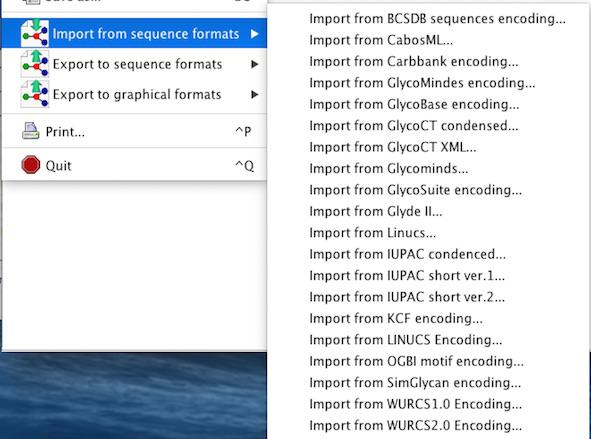 Import from sequence formats
Export to sequence formats
Export to graphical formats
Print... ^P
Quit ^Q
Import from BCSDB sequences encoding...
Import from CabosML...
Import from Carbbank encoding...
Import from GlycoMindes encoding...
Import from GlycoBase encoding...
Import from GlycoCT condensed...
Import from GlycoCT XML...
Import from Glycominds...
Import from GlycoSuite encoding...
Import from Glyde II...
Import from Linucs...
Import from IUPAC condenced...
Import from IUPAC short ver.1...
Import from IUPAC short ver.2...
Import from KCF encoding...
Import from LINUCS Encoding...
Import from OGBI motif encoding...
Import from SimGlycan encoding...
Import from WURCS1.0 Encoding...
Import from WURCS2.0 Encoding...